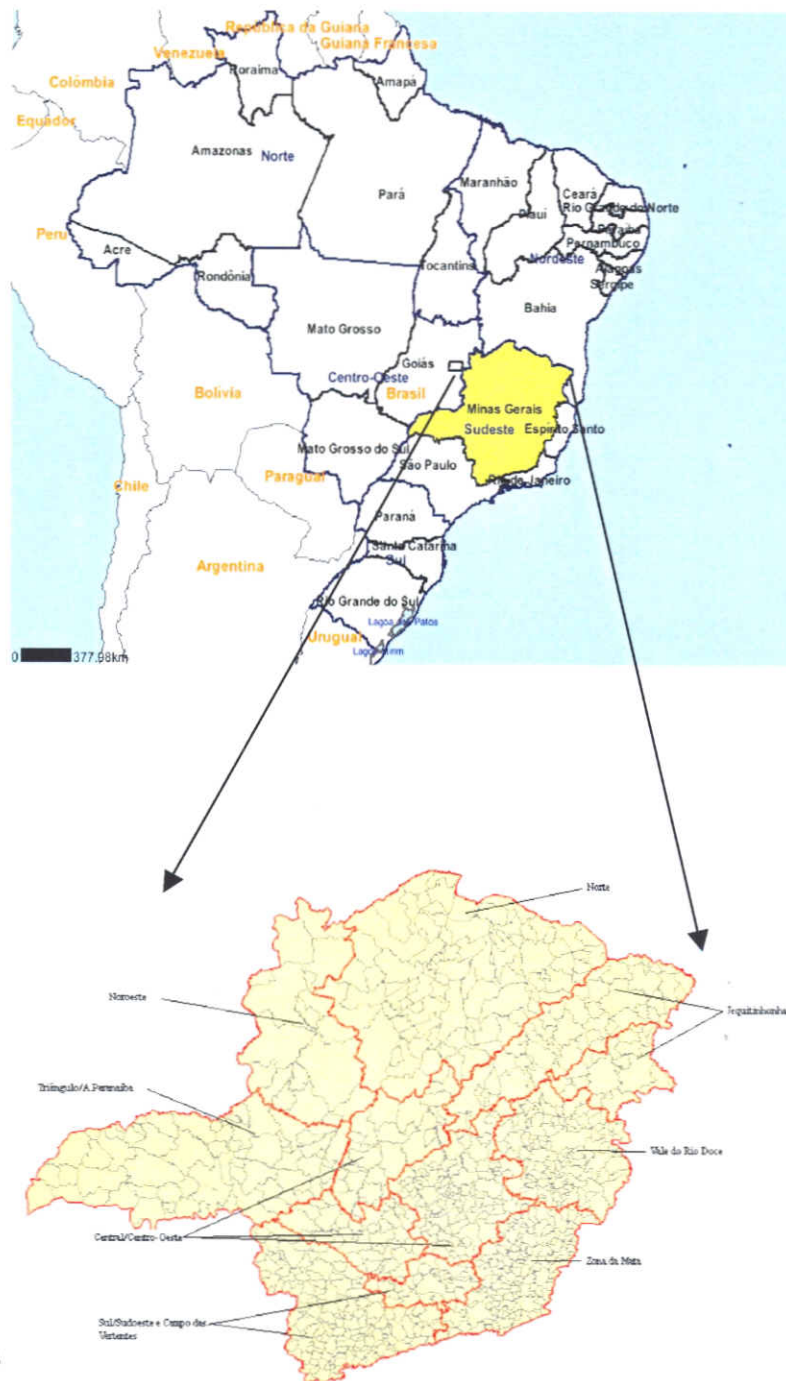 República da Guiana
Guiana Francesa
Venezuela
Roraima
Colômbia
Amapá
Equador
Amazonas
Norte
Pará
Maranhão
Ceará
Rio Grande do Norte
Piauí
Paraíba
Pernambuco
Peru
Acre
Rondônia
Tocantins
Nordeste
Alagoas
Sergipe
Bahia
Mato Grosso
Goiás
Centro-Oeste
Brasil
Bolívia
Minas Gerais
Sudeste
Espírito Santo
Mato Grosso do Sul
São Paulo
Paraguai
Rio de Janeiro
Chile
Paraná
Santa Catarina
Sul
Argentina
Rio Grande do Sul
Lagoa dos Patos
Uruguai
Lagoa Mirim
0 377.98km
Norte
Noroeste
Jequitinhonha
Triângulo/A.Paranaíba
Vale do Rio Doce
Central/Centro-Oeste
Zona da Mata
Sul/Sudoeste e Campo das
Vertentes